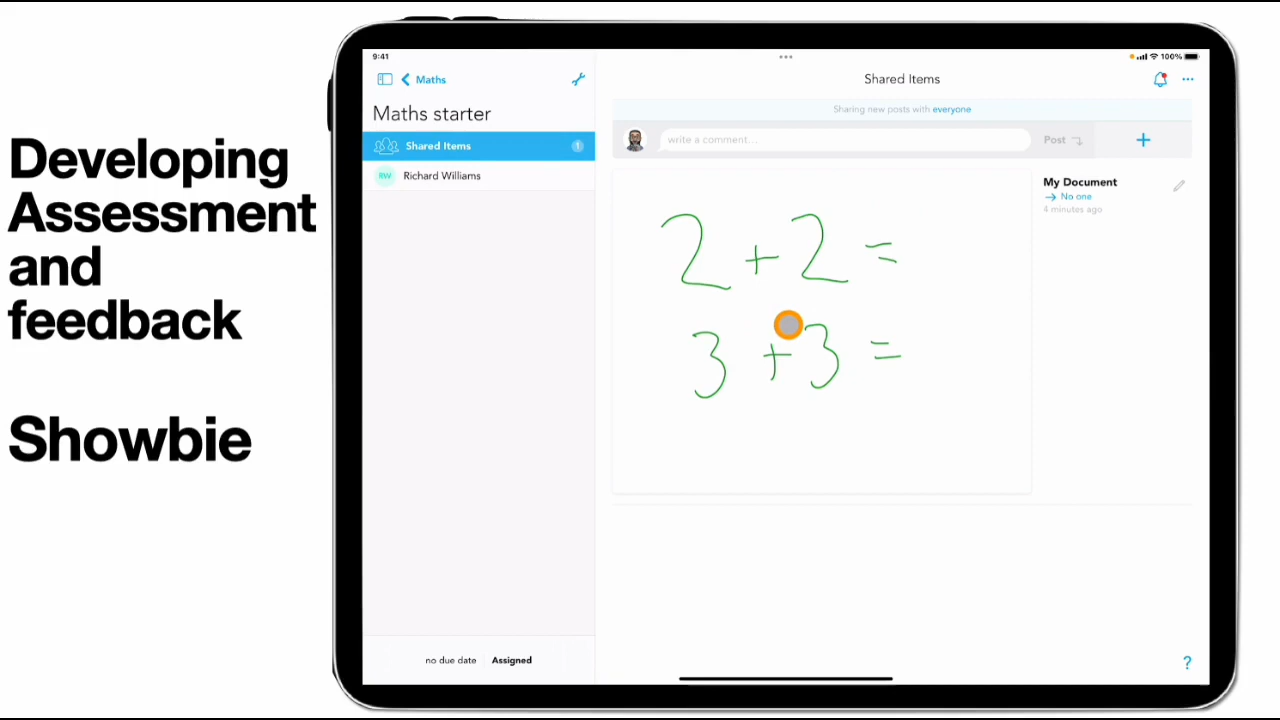 Developing
Assessment
and
feedback
Showbie
9:41
100%
Maths
Maths starter
Shared Items
1
RW
Richard Williams
no due date
Assigned
Shared Items
Sharing new posts with everyone
write a comment...
Post
+
My Document
→ No one
4 minutes ago
2 + 2 =
3 + 3 =
?